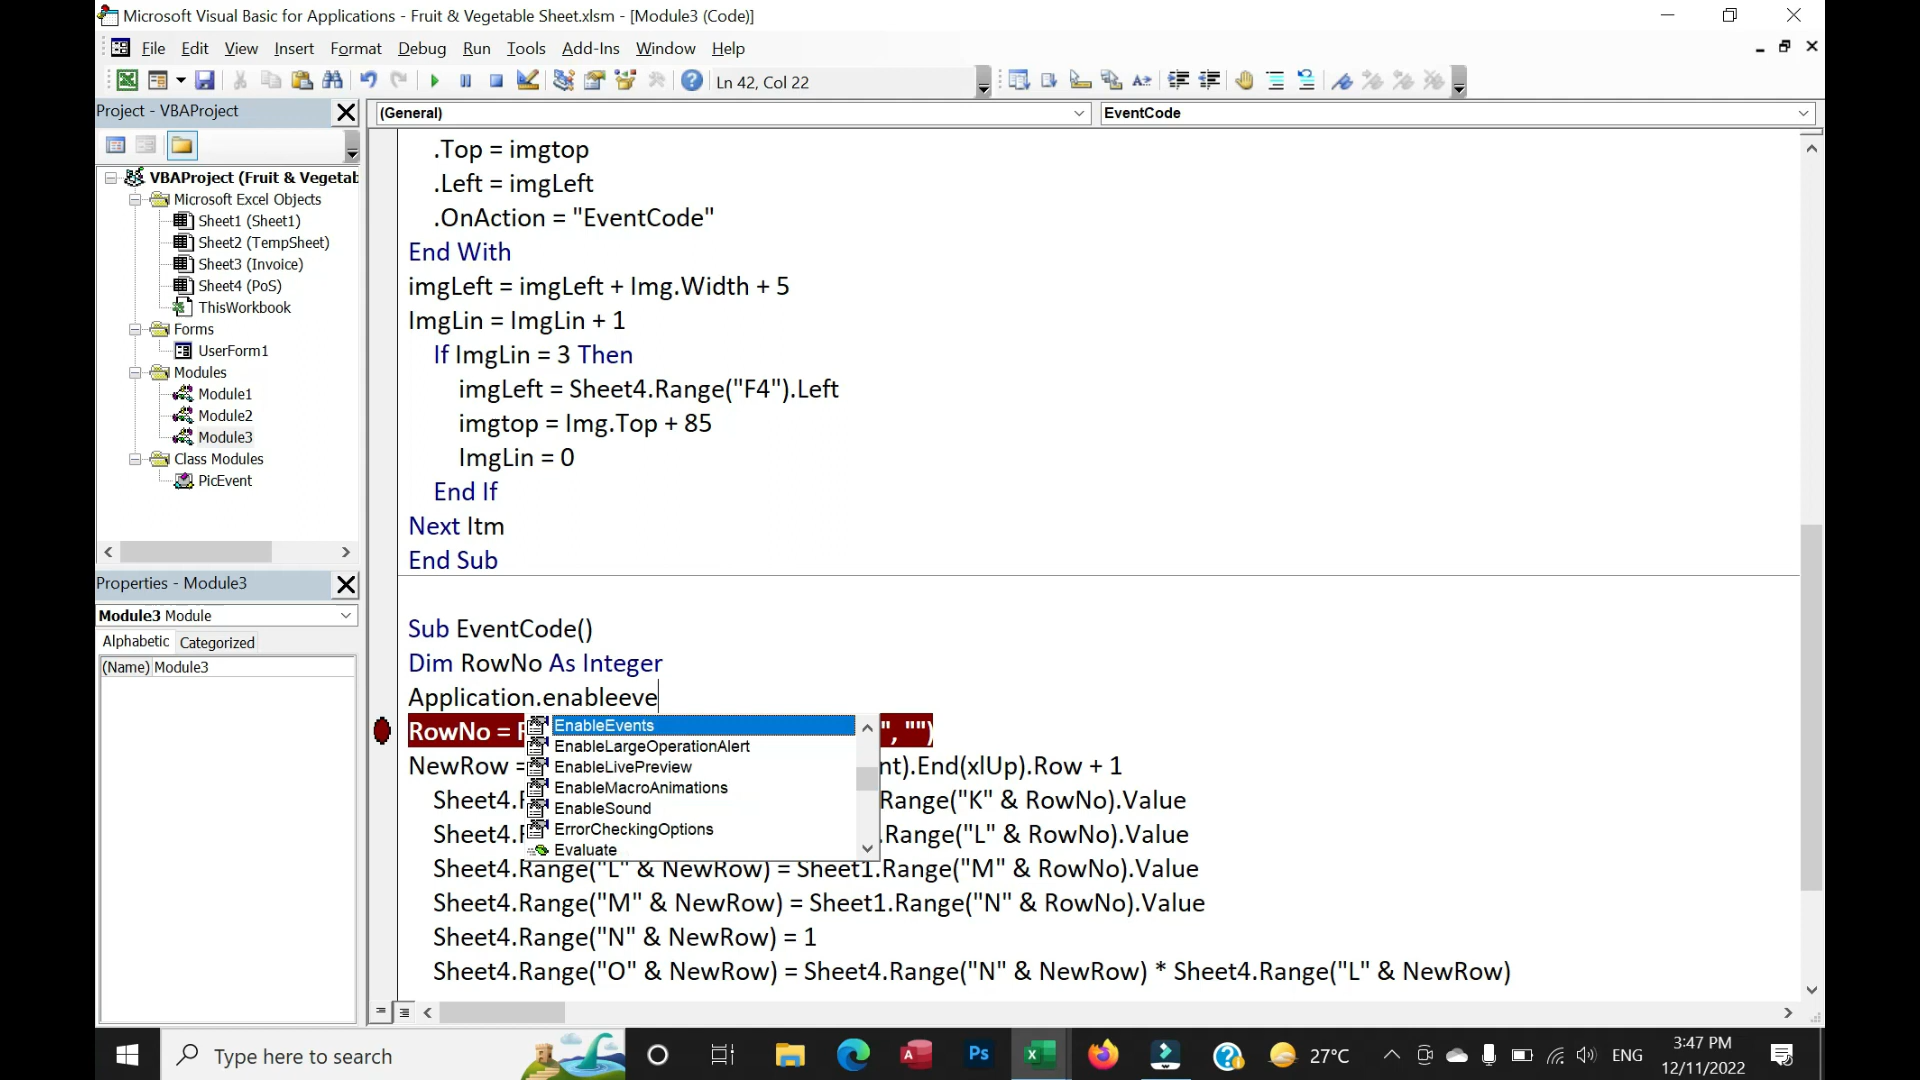 Microsoft Visual Basic for Applications - Fruit & Vegetable Sheet.xlsm - [Module3 (Code)]
File Edit View Insert Format Debug Run Tools Add-Ins Window Help
Ln 42, Col 22
Project - VBAProject
VBAProject (Fruit & Vegetab
Microsoft Excel Objects
Sheet1 (Sheet1)
Sheet2 (TempSheet)
Sheet3 (Invoice)
Sheet4 (PoS)
ThisWorkbook
Forms
UserForm1
Modules
Module1
Module2
Module3
Class Modules
PicEvent
Properties - Module3
Module3 Module
Alphabetic Categorized
(Name) Module3
(General) EventCode
.Top = imgtop
.Left = imgLeft
.OnAction = "EventCode"
End With
imgLeft = imgLeft + Img.Width + 5
ImgLin = ImgLin + 1
If ImgLin = 3 Then
imgLeft = Sheet4.Range("F4").Left
imgtop = Img.Top + 85
ImgLin = 0
End If
Next Itm
End Sub
Sub EventCode()
Dim RowNo As Integer
Application.enableeve
RowNo = ", "")
NewRow = nt).End(xlUp).Row + 1
Sheet4. Range("K" & RowNo).Value
Sheet4. .Range("L" & RowNo).Value
Sheet4.Range("L" & NewRow) = Sheet1.Range("M" & RowNo).Value
Sheet4.Range("M" & NewRow) = Sheet1.Range("N" & RowNo).Value
Sheet4.Range("N" & NewRow) = 1
Sheet4.Range("O" & NewRow) = Sheet4.Range("N" & NewRow) * Sheet4.Range("L" & NewRow)
EnableEvents
EnableLargeOperationAlert
EnableLivePreview
EnableMacroAnimations
EnableSound
ErrorCheckingOptions
Evaluate
Type here to search
Ps
27°C
ENG
3:47 PM
12/11/2022